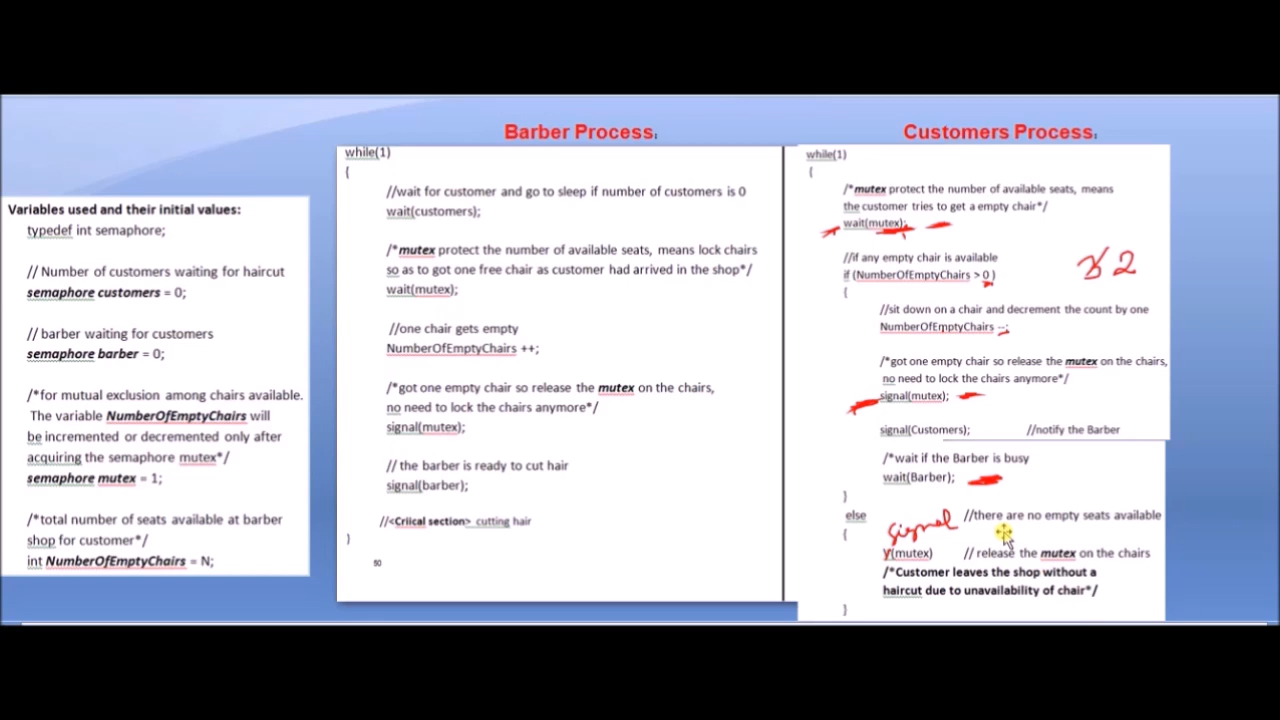 Barber Process:
Customers Process:
Variables used and their initial values:
typedef int semaphore;
// Number of customers waiting for haircut
semaphore customers = 0;
// barber waiting for customers
semaphore barber = 0;
/*for mutual exclusion among chairs available.
The variable NumberOfEmptyChairs will
be incremented or decremented only after
acquiring the semaphore mutex*/
semaphore mutex = 1;
/*total number of seats available at barber
shop for customer*/
int NumberOfEmptyChairs = N;
while(1)
{
//wait for customer and go to sleep if number of customers is 0
wait(customers);
/*mutex protect the number of available seats, means lock chairs
so as to got one free chair as customer had arrived in the shop*/
wait(mutex);
//one chair gets empty
NumberOfEmptyChairs ++;
/*got one empty chair so release the mutex on the chairs,
no need to lock the chairs anymore*/
signal(mutex);
// the barber is ready to cut hair
signal(barber);
//<Criical section> cutting hair
}
50
while(1)
{
/*mutex protect the number of available seats, means
the customer tries to get a empty chair*/
wait(mutex);
//if any empty chair is available
if (NumberOfEmptyChairs > 0 )
2
{
//sit down on a chair and decrement the count by one
NumberOfEmptyChairs --;
/*got one empty chair so release the mutex on the chairs,
no need to lock the chairs anymore*/
signal(mutex);
signal(Customers); //notify the Barber
/*wait if the Barber is busy
wait(Barber);
}
else //there are no empty seats available
signal
{
(mutex) // release the mutex on the chairs
/*Customer leaves the shop without a
haircut due to unavailability of chair*/
}